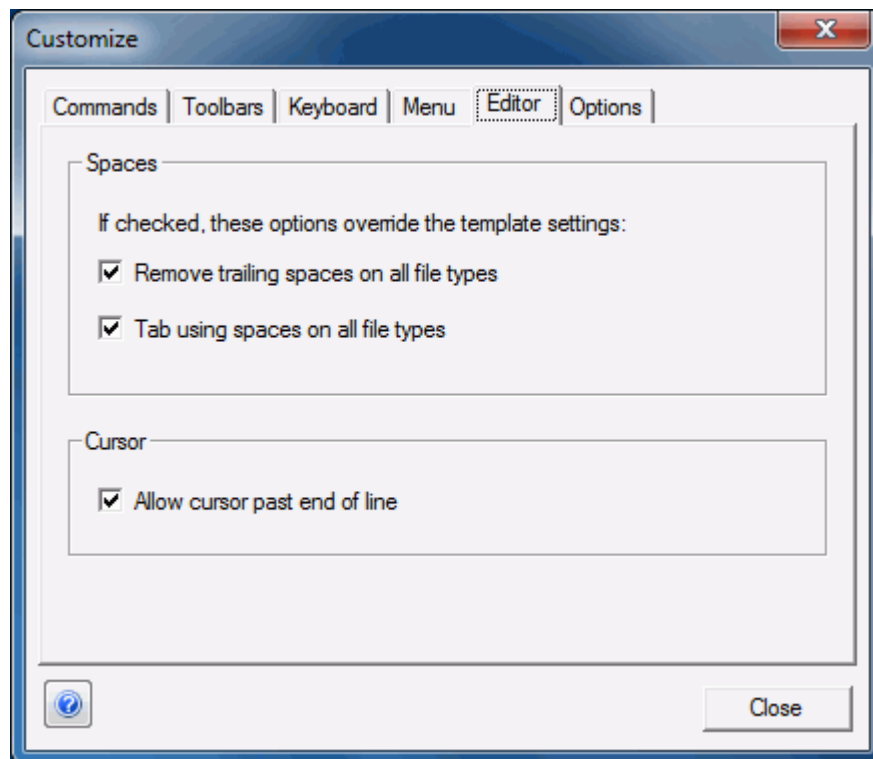 Customize
Commands Toolbars Keyboard Menu Editor Options
Spaces
If checked, these options override the template settings:
Remove trailing spaces on all file types
Tab using spaces on all file types
Cursor
Allow cursor past end of line
Close